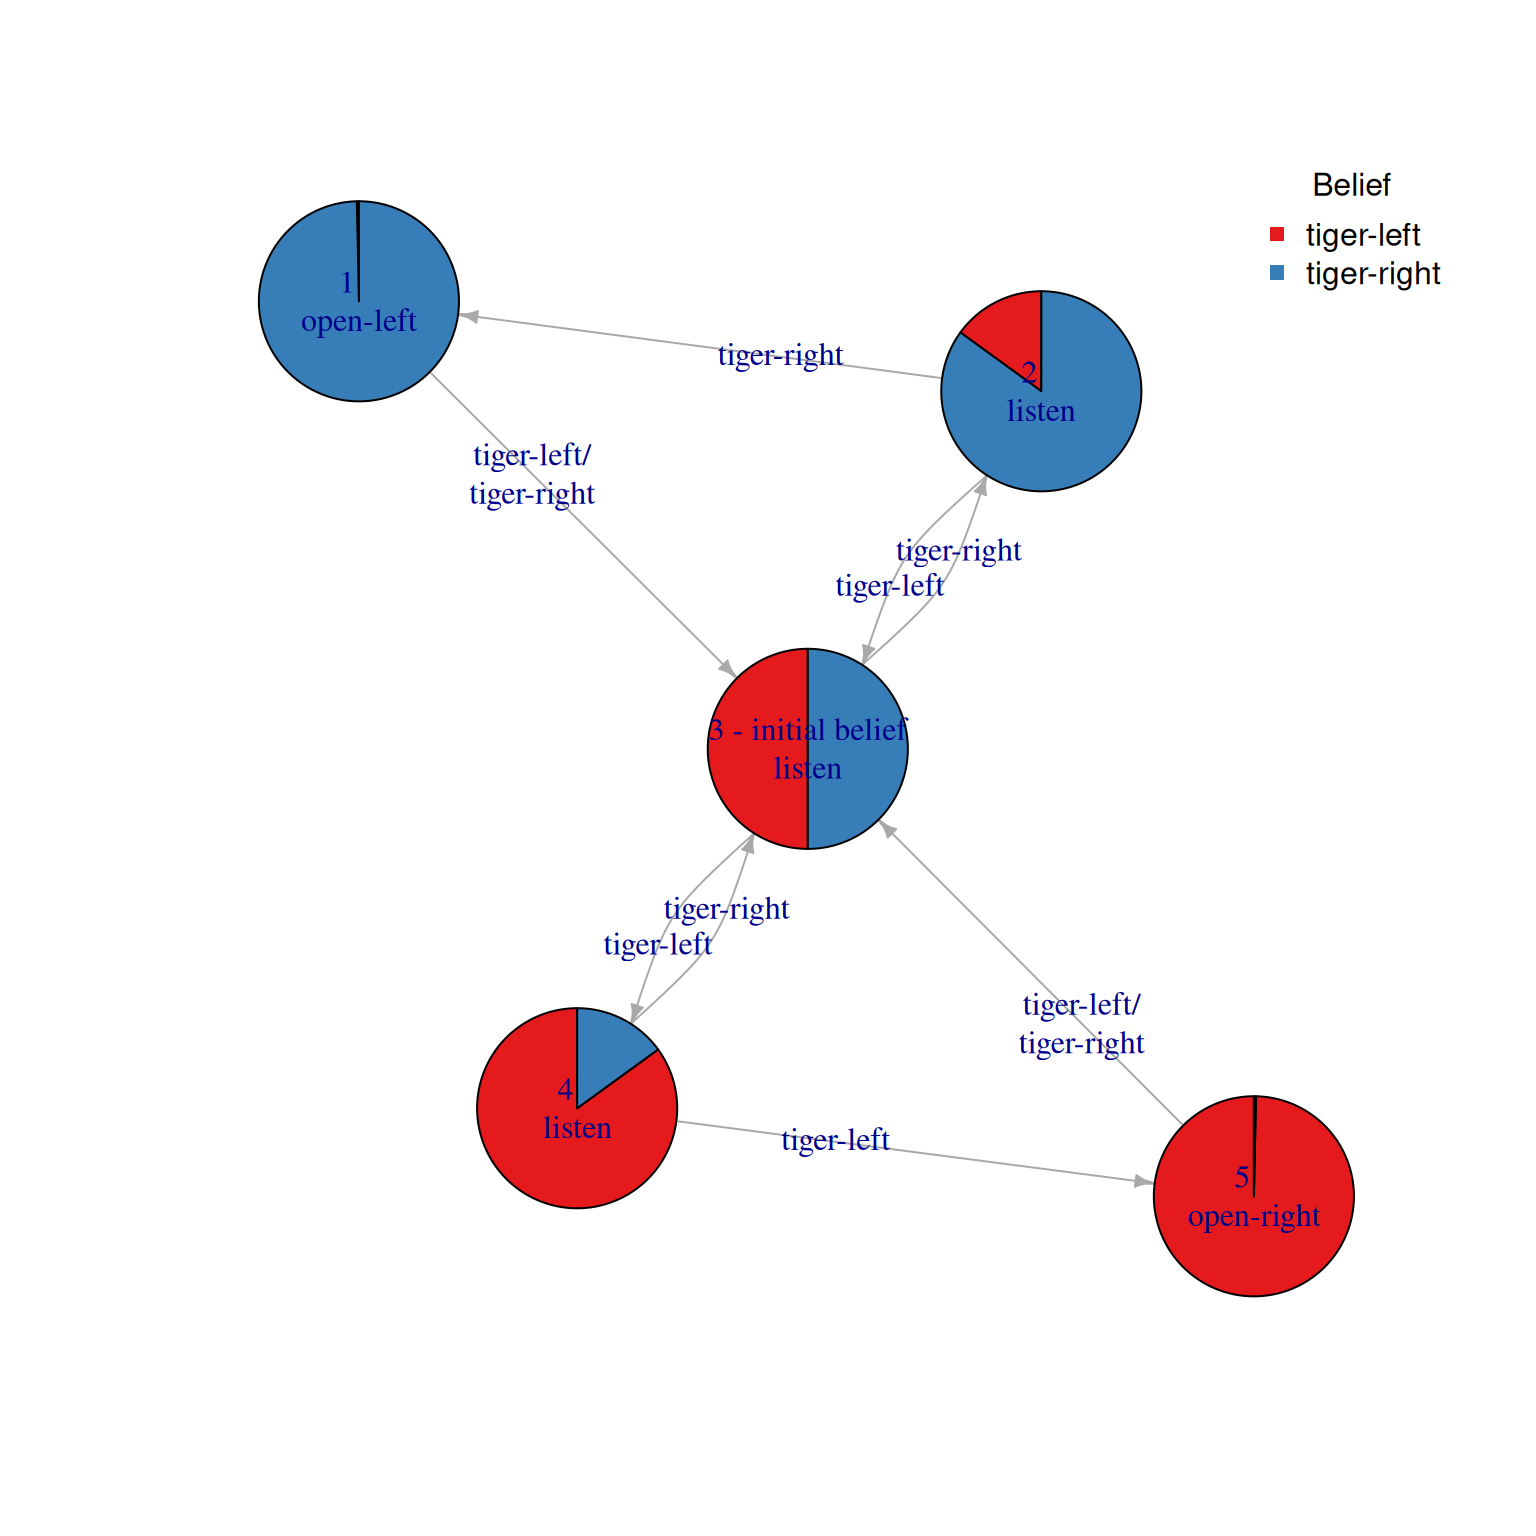 Belief
tiger-left
tiger-right
1
open-left
tiger-right
2
listen
tiger-left/
tiger-right
tiger-right
tiger-left
3 - initial belief
listen
tiger-right
tiger-left
4
listen
tiger-left/
tiger-right
tiger-left
5
open-right